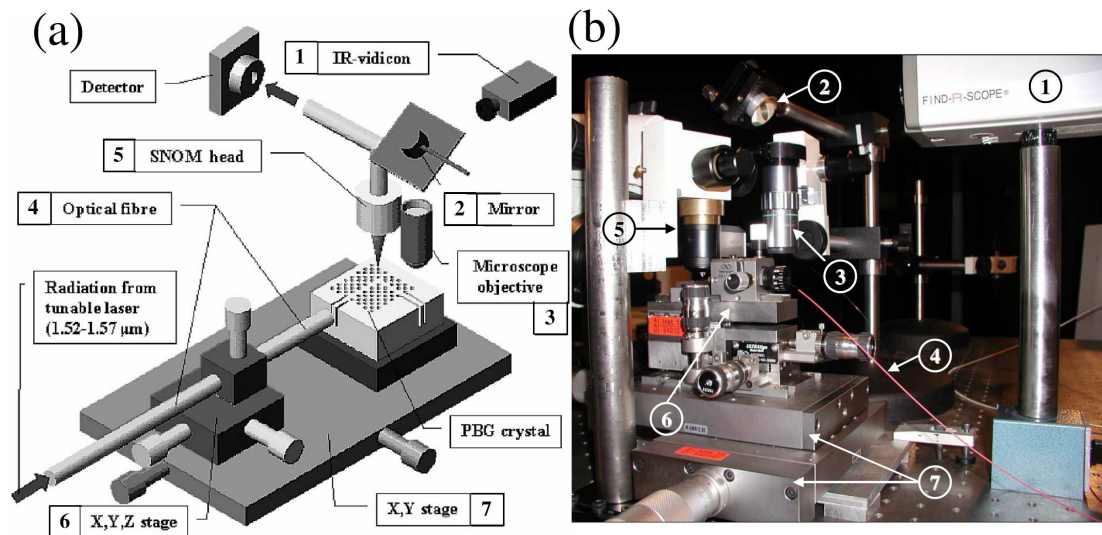 (a)
1 IR-vidicon
Detector
5 SNOM head
4 Optical fibre
2 Mirror
Radiation from
tunable laser
(1.52-1.57 µm)
Microscope
objective
3
PBG crystal
6 X,Y,Z stage
X,Y stage 7
(b)
FIND-R-SCOPE®
1
2
5
3
4
6
7